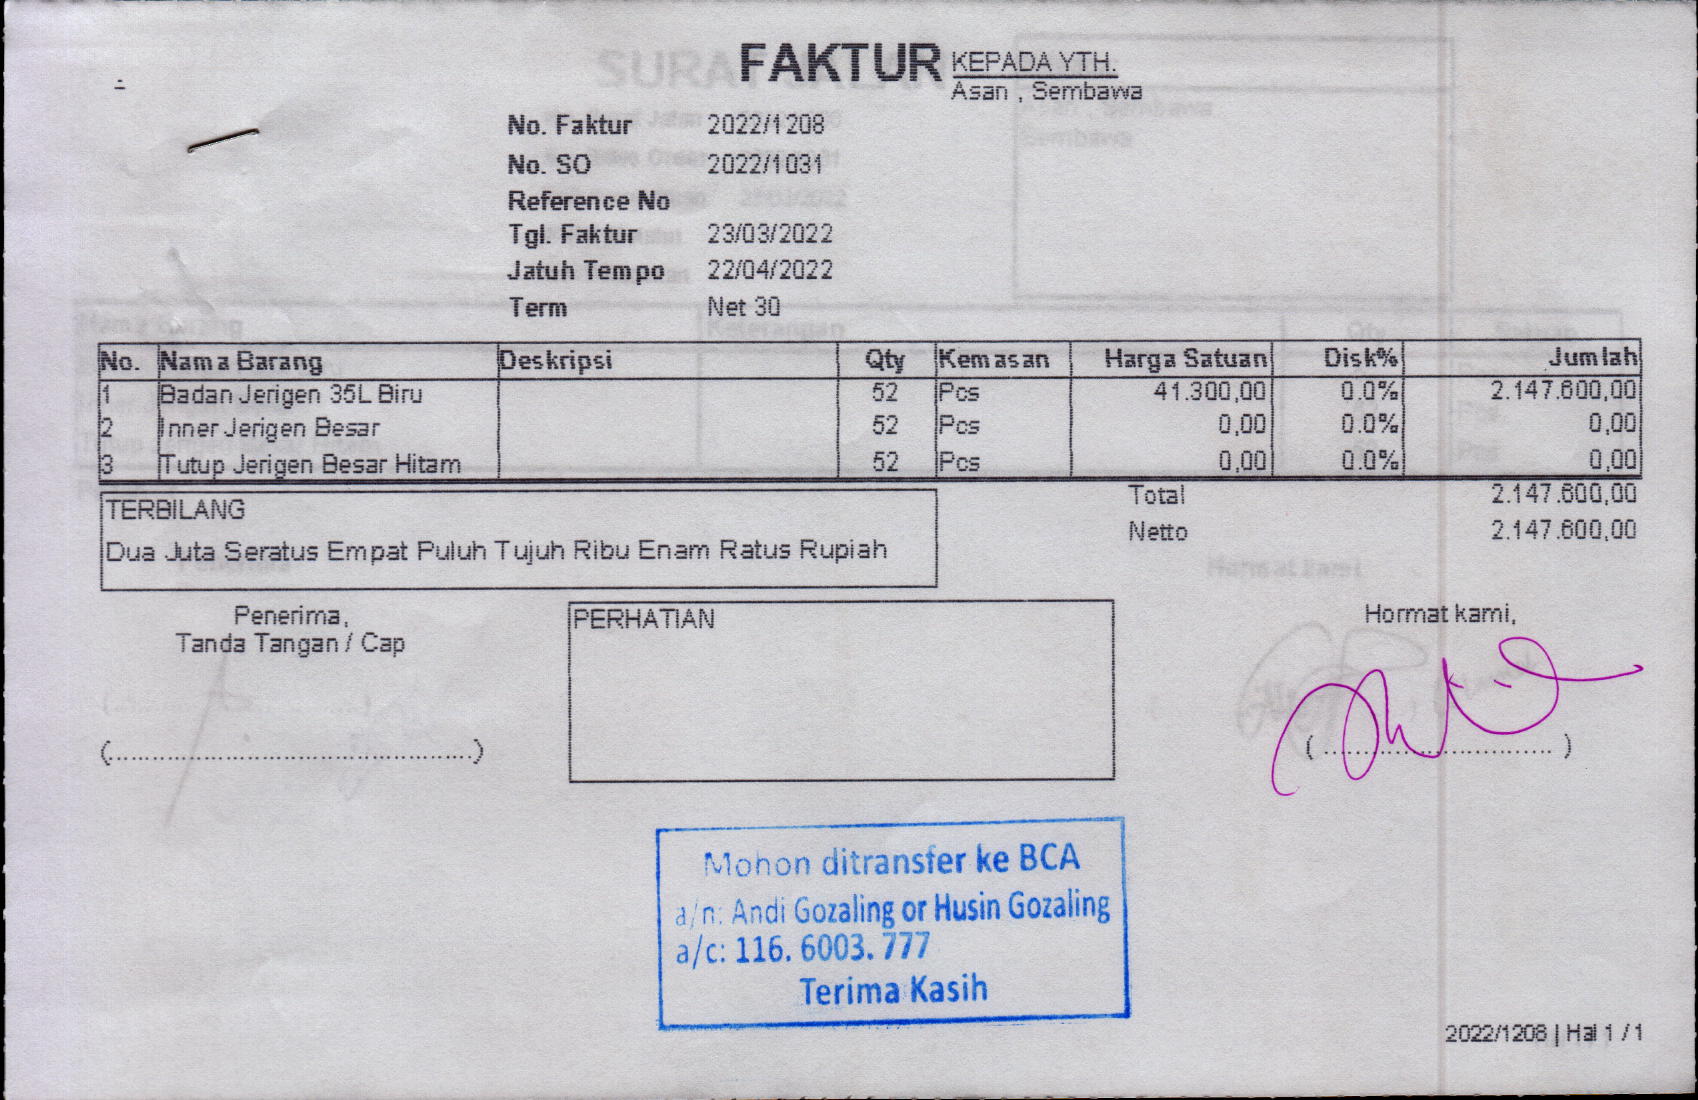 FAKTUR
KEPADA YTH.
Asan , Sembawa
No. Faktur 2022/1208
No. SO 2022/1031
Reference No
Tgl. Faktur 23/03/2022
Jatuh Tempo 22/04/2022
Term Net 30
No. Nama Barang Deskripsi Qty Kemasan Harga Satuan Disk% Jumlah
1 Badan Jerigen 35L Biru 52 Pcs 41.300,00 0.0% 2.147.600,00
2 Inner Jerigen Besar 52 Pcs 0,00 0.0% 0,00
3 Tutup Jerigen Besar Hitam 52 Pcs 0,00 0.0% 0,00
Total 2.147.600,00
Netto 2.147.600,00
TERBILANG
Dua Juta Seratus Empat Puluh Tujuh Ribu Enam Ratus Rupiah
Penerima,
Tanda Tangan / Cap
(...............................................)
PERHATIAN
Hormat kami,
( ............................. )
Mohon ditransfer ke BCA
a/n: Andi Gozaling or Husin Gozaling
a/c: 116. 6003. 777
Terima Kasih
2022/1208 | Hal 1 / 1